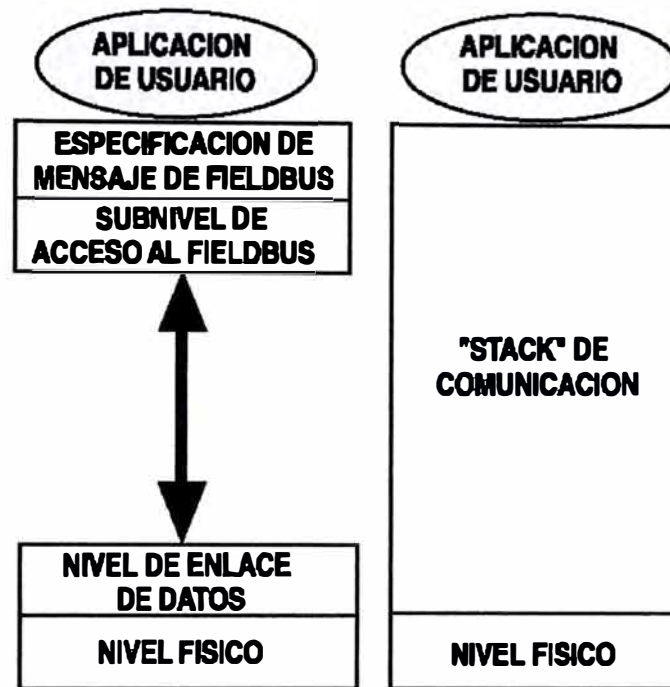 APLICACION
DE USUARIO
ESPECIFICACION DE
MENSAJE DE FIELDBUS
SUBNIVEL DE
ACCESO AL FIELDBUS
NIVEL DE ENLACE
DE DATOS
NIVEL FISICO
APLICACION
DE USUARIO
"STACK" DE
COMUNICACION
NIVEL FISICO